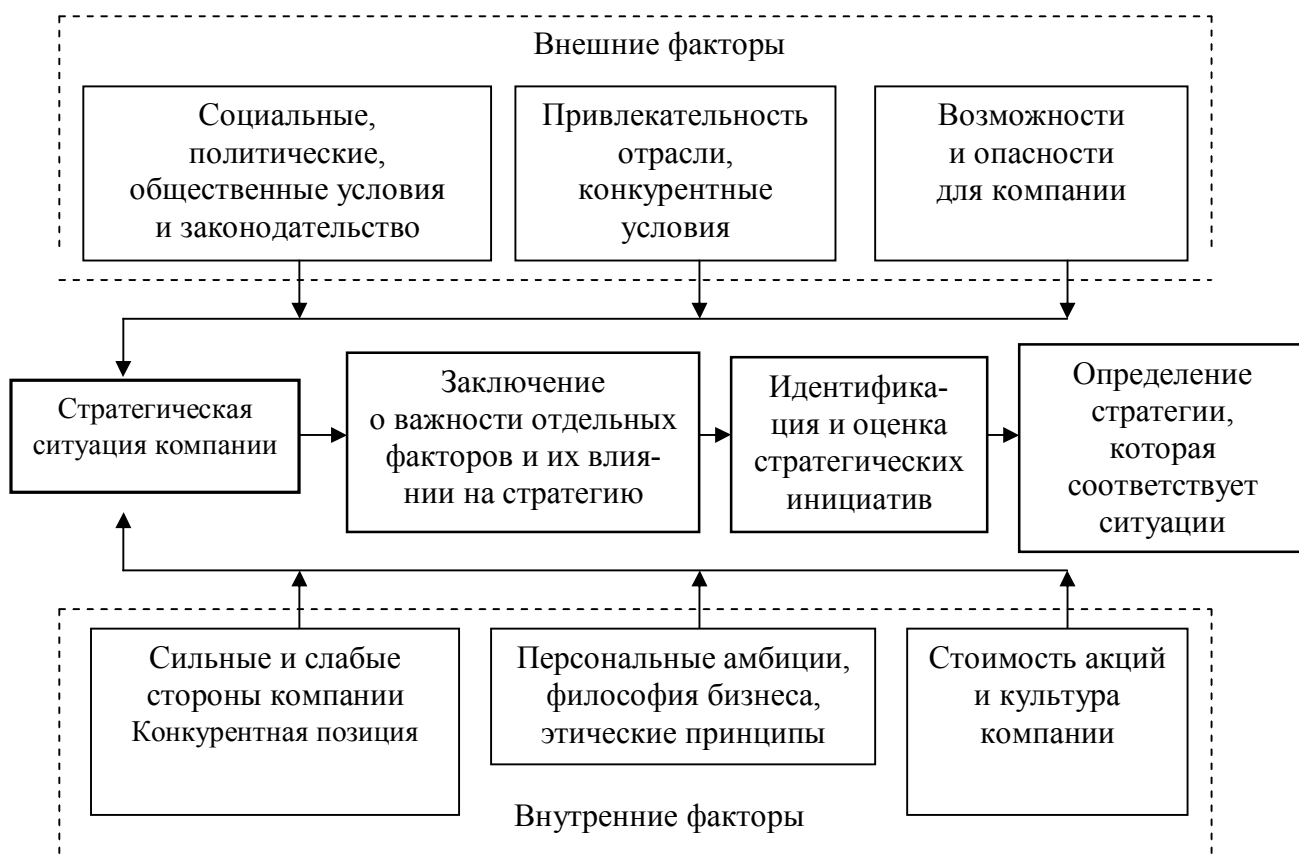 Внешние факторы
Социальные,
политические,
общественные условия
и законодательство
Привлекательность
отрасли,
конкурентные
условия
Возможности
и опасности
для компании
Стратегическая
ситуация компании
Заключение
о важности отдельных
факторов и их влия-
нии на стратегию
Идентифика-
ция и оценка
стратегических
инициатив
Определение
стратегии,
которая
соответствует
ситуации
Сильные и слабые
стороны компании
Конкурентная позиция
Персональные амбиции,
философия бизнеса,
этические принципы
Стоимость акций
и культура
компании
Внутренние факторы